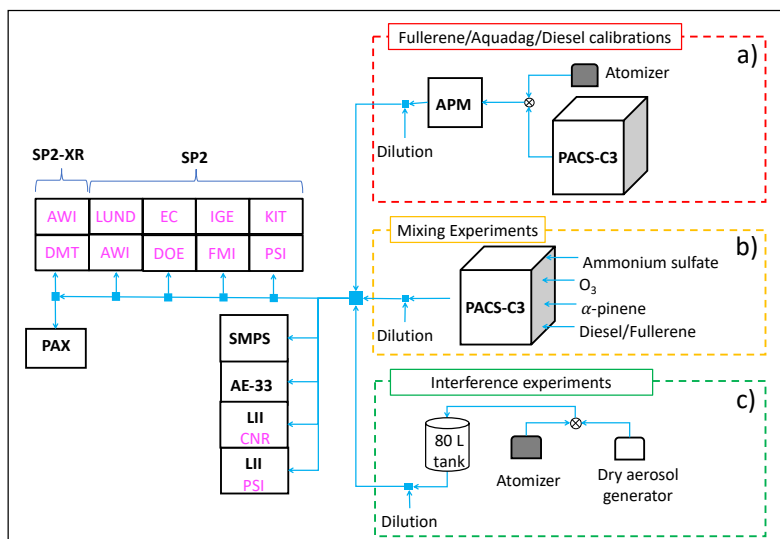 Fullerene/Aquadag/Diesel calibrations
a)
Atomizer
APM
Dilution
PACS-C3
SP2-XR
SP2
AWI
LUND
EC
IGE
KIT
DMT
AWI
DOE
FMI
PSI
PAX
SMPS
AE-33
LII
CNR
LII
PSI
Mixing Experiments
b)
Ammonium sulfate
O₃
α-pinene
Diesel/Fullerene
PACS-C3
Dilution
Interference experiments
c)
80 L
tank
Atomizer
Dry aerosol
generator
Dilution